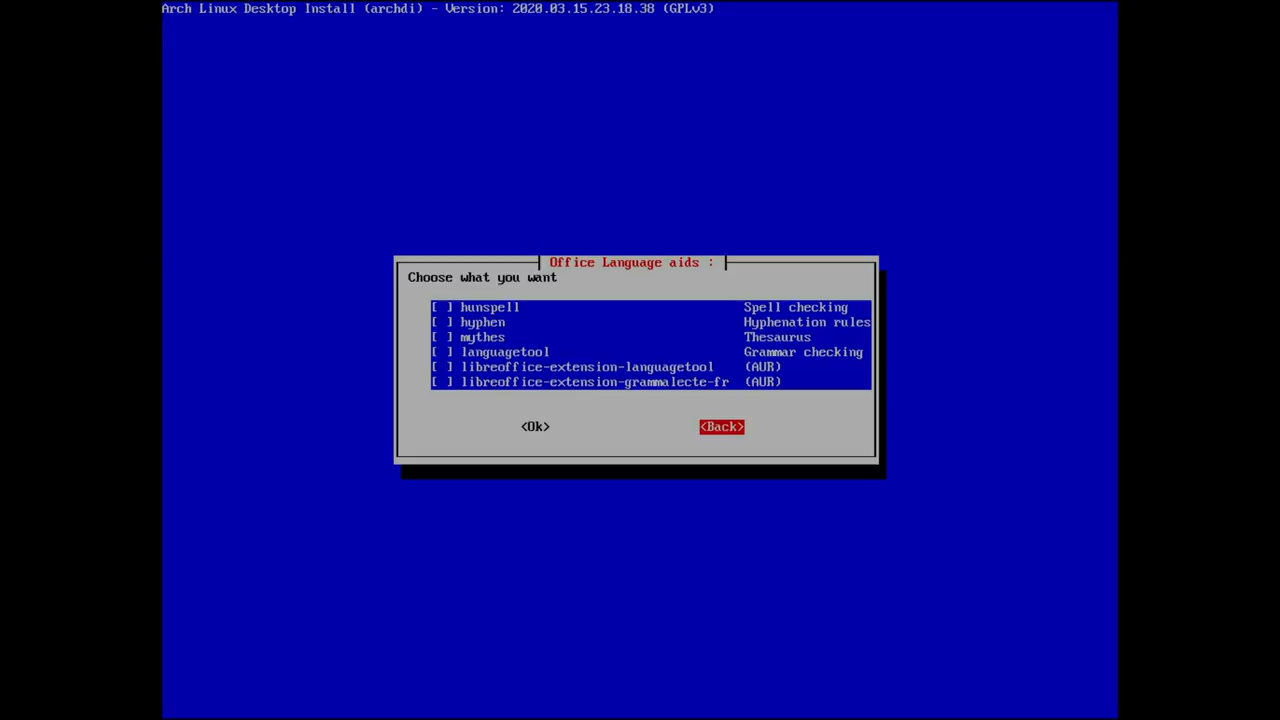 Arch Linux Desktop Install (archdi) - Version: 2020.03.15.23.18.38 (GPLv3)
Office Language aids :
Choose what you want
[ ] hunspell Spell checking
[ ] hyphen Hyphenation rules
[ ] mythes Thesaurus
[ ] languagetool Grammar checking
[ ] libreoffice-extension-languagetool (AUR)
[ ] libreoffice-extension-grammalecte-fr (AUR)
<Ok> <Back>